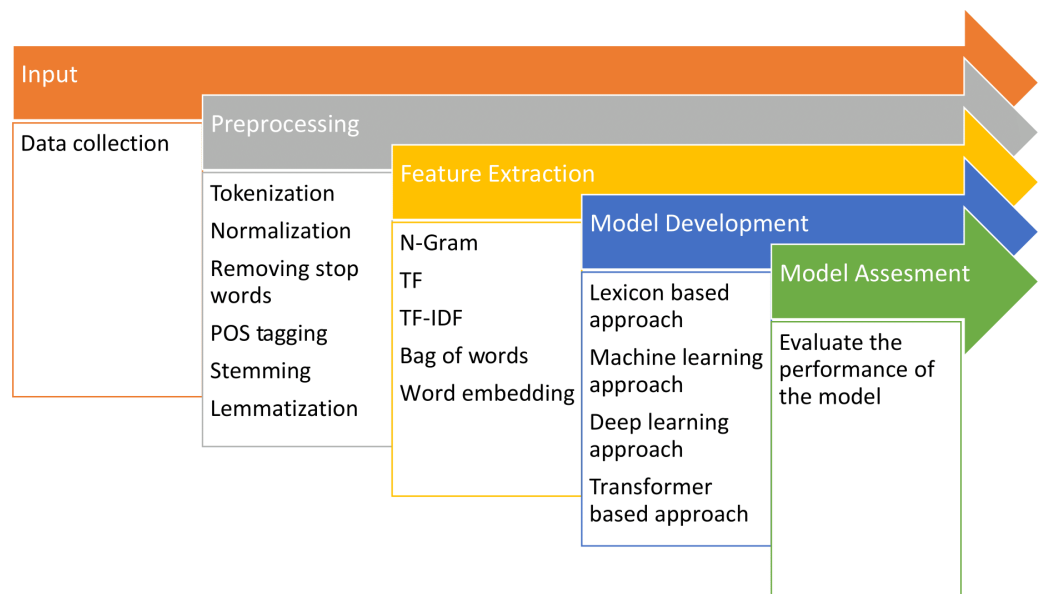 Input
Data collection
Preprocessing
Tokenization
Normalization
Removing stop
words
POS tagging
Stemming
Lemmatization
Feature Extraction
N-Gram
TF
TF-IDF
Bag of words
Word embedding
Model Development
Lexicon based
approach
Machine learning
approach
Deep learning
approach
Transformer
based approach
Model Assesment
Evaluate the
performance of
the model